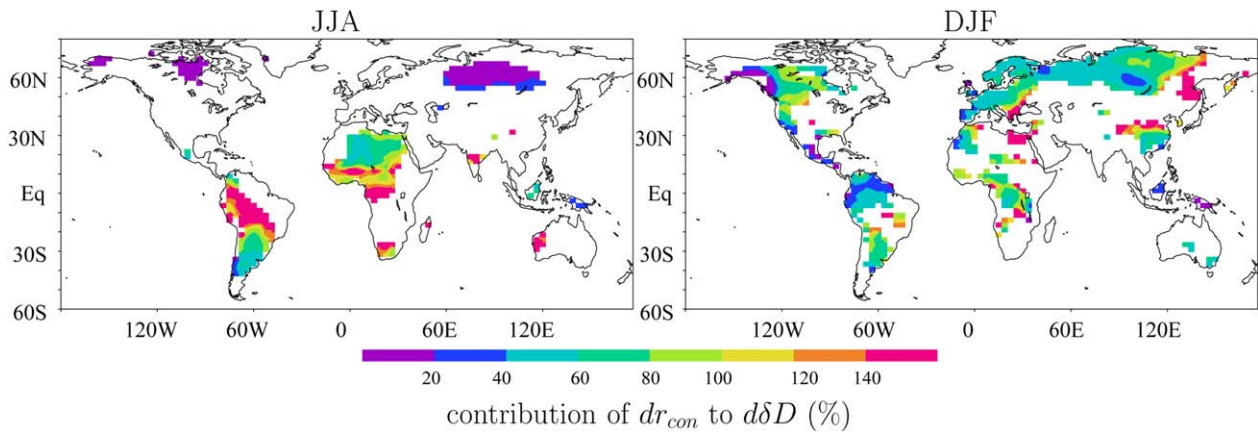 JJA DJF
60N 60N
30N 30N
Eq Eq
30S 30S
60S 60S
120W 60W 0 60E 120E 120W 60W 0 60E 120E
20 40 60 80 100 120 140
contribution of dr_con to dδD (%)